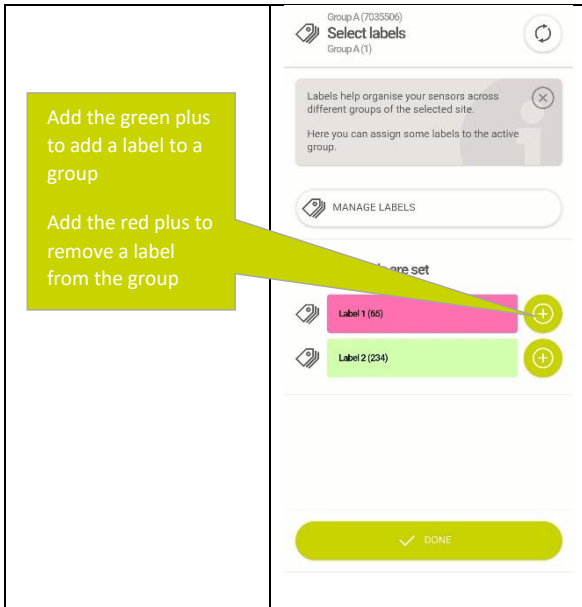 Group A (7035506)
Select labels
Group A (1)
Labels help organise your sensors across
different groups of the selected site.
Here you can assign some labels to the active
group.
MANAGE LABELS
Add the green plus
to add a label to a
group
Add the red plus to
remove a label
from the group
are set
Label 1 (65)
Label 2 (234)
DONE